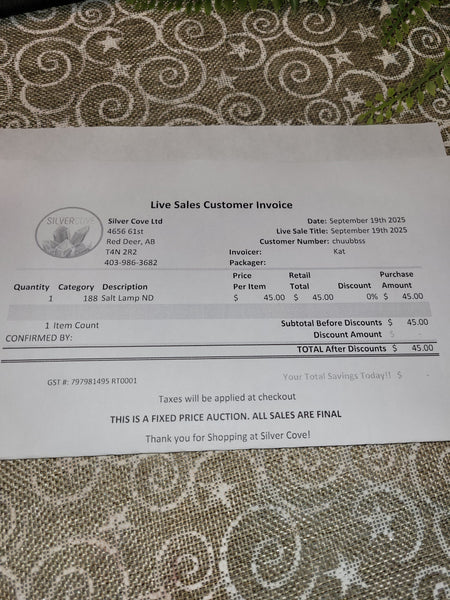 Live Sales Customer Invoice
SILVERCOVE
Silver Cove Ltd
4656 61st
Red Deer, AB
T4N 2R2
403-986-3682
Date: September 19th 2025
Live Sale Title: September 19th 2025
Customer Number: chuubbss
Invoicer: Kat
Packager:
Quantity Category Description Price Per Item Retail Total Discount Purchase Amount
1 188 Salt Lamp ND $ 45.00 $ 45.00 0% $ 45.00
1 Item Count Subtotal Before Discounts $ 45.00
Discount Amount $ -
CONFIRMED BY:
TOTAL After Discounts $ 45.00
GST #: 797981495 RT0001 Your Total Savings Today!! $ -
Taxes will be applied at checkout
THIS IS A FIXED PRICE AUCTION. ALL SALES ARE FINAL
Thank you for Shopping at Silver Cove!